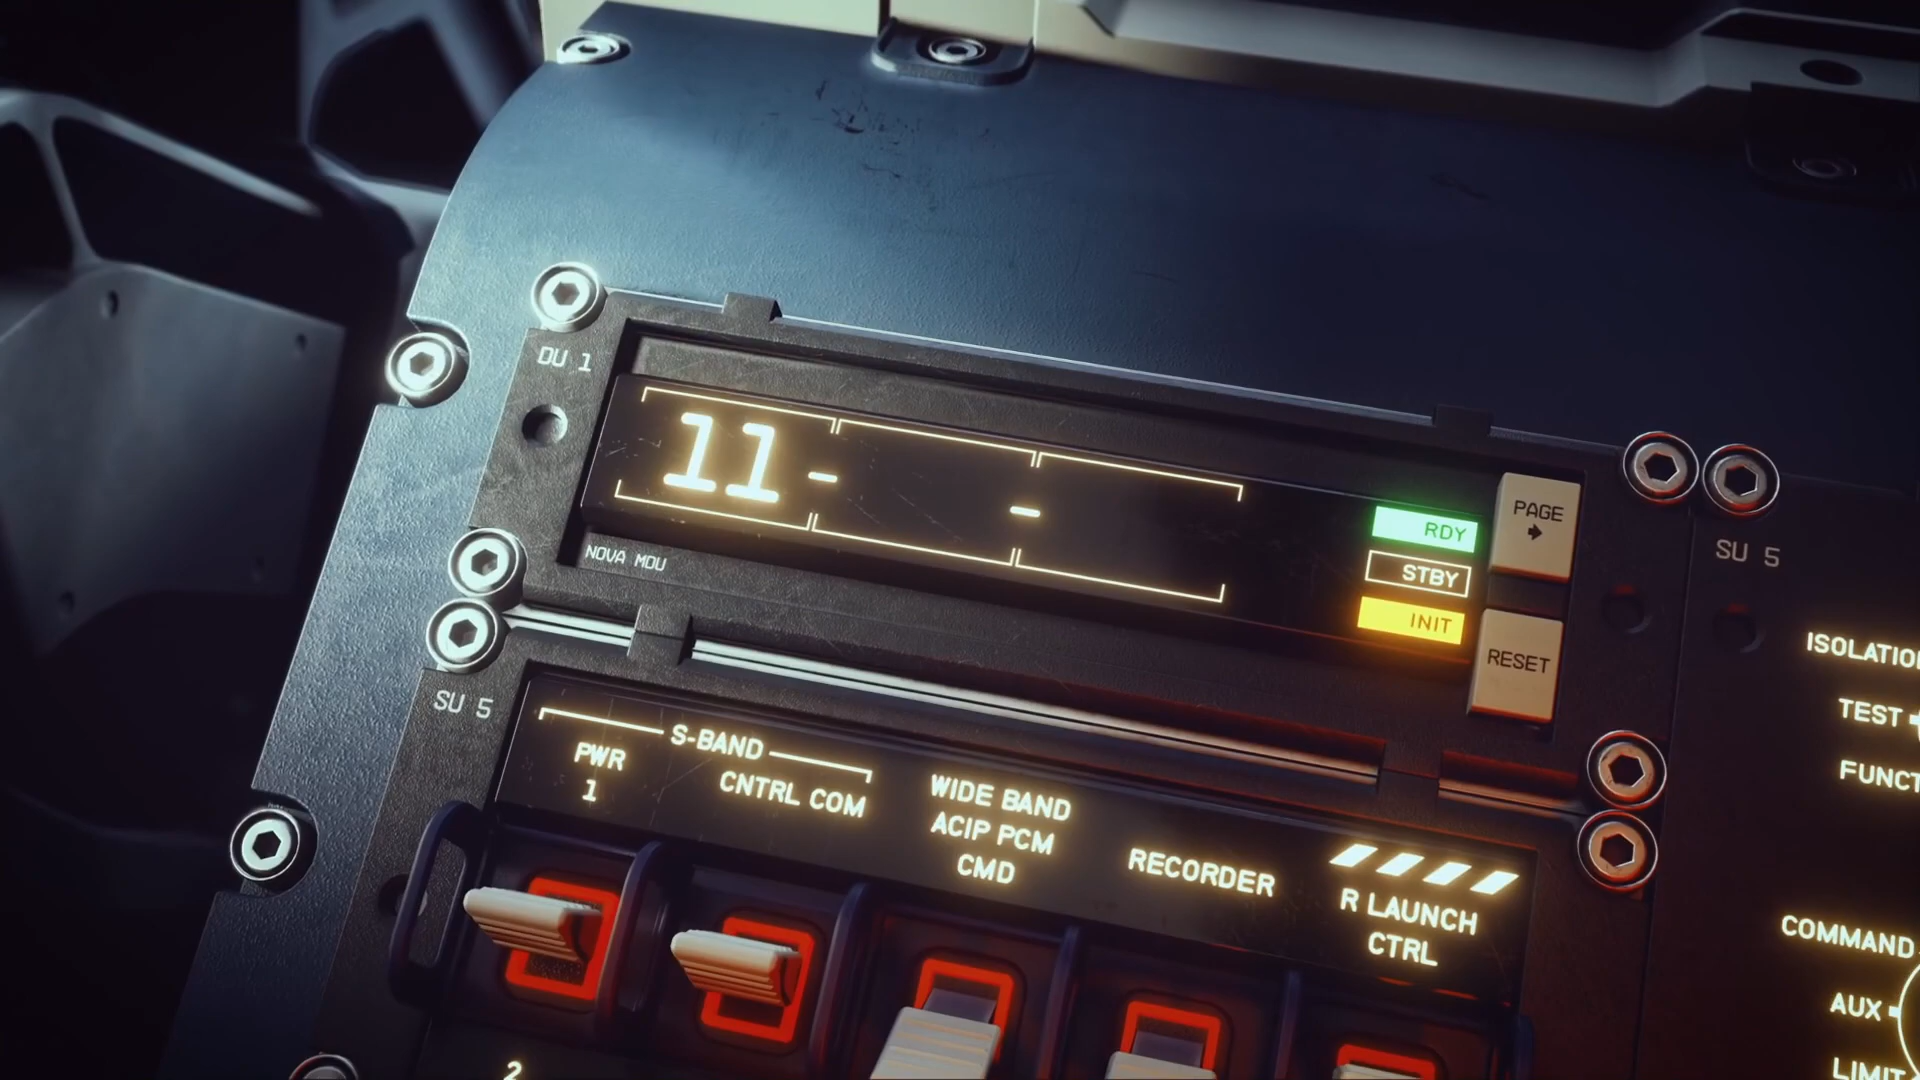 DU 1
11-
-
RDY
STBY
INIT
PAGE
RESET
NOVA MDU
SU 5
SU 5
S-BAND
PWR
1
CNTRL COM
WIDE BAND
ACIP PCM
CMD
RECORDER
R LAUNCH
CTRL
2
TEST
COMMAND
AUX
LIMIT